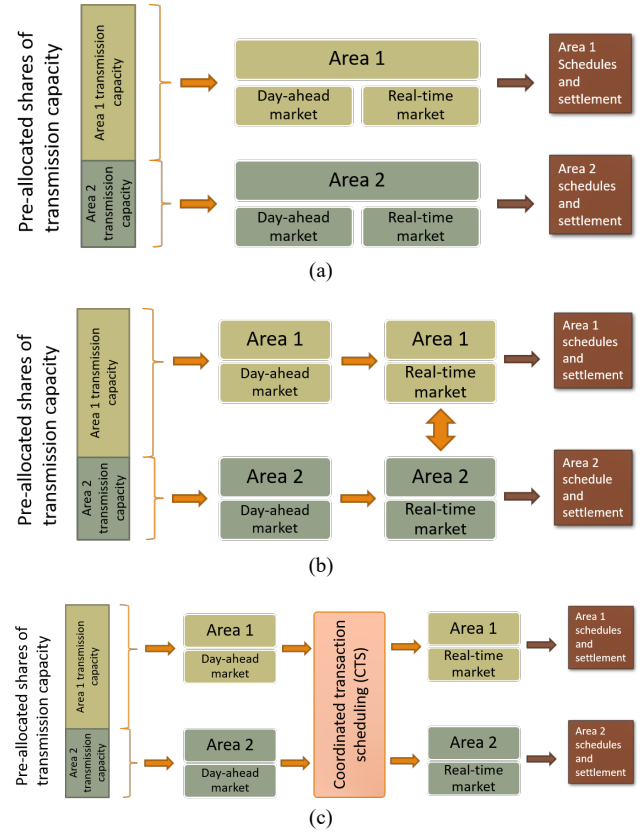 Pre-allocated shares of
transmission capacity
Area 1 transmission
capacity
Area 2
transmission
capacity
Area 1
Day-ahead
market
Real-time
market
Area 1
Schedules
and
settlement
Area 2
Day-ahead
market
Real-time
market
Area 2
schedules
and
settlement
(a)
Pre-allocated shares of
transmission capacity
Area 1 transmission
capacity
Area 2
transmission
capacity
Area 1
Day-ahead
market
Area 1
Real-time
market
Area 1
schedules
and
settlement
Area 2
Day-ahead
market
Area 2
Real-time
market
Area 2
schedule
and
settlement
(b)
Pre-allocated shares of
transmission capacity
Area 1 transmission
capacity
Area 2
transmission
capacity
Area 1
Day-ahead
market
Area 2
Day-ahead
market
Coordinated transaction
scheduling (CTS)
Area 1
Real-time
market
Area 1
schedules
and
settlement
Area 2
Real-time
market
Area 2
schedules
and
settlement
(c)